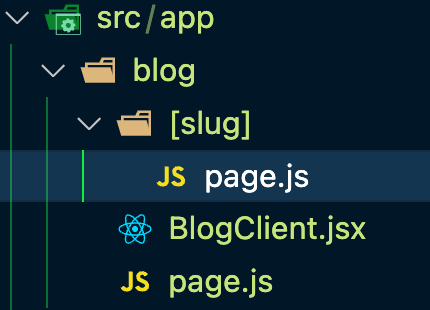 src/app
blog
[slug]
JS page.js
BlogClient.jsx
JS page.js